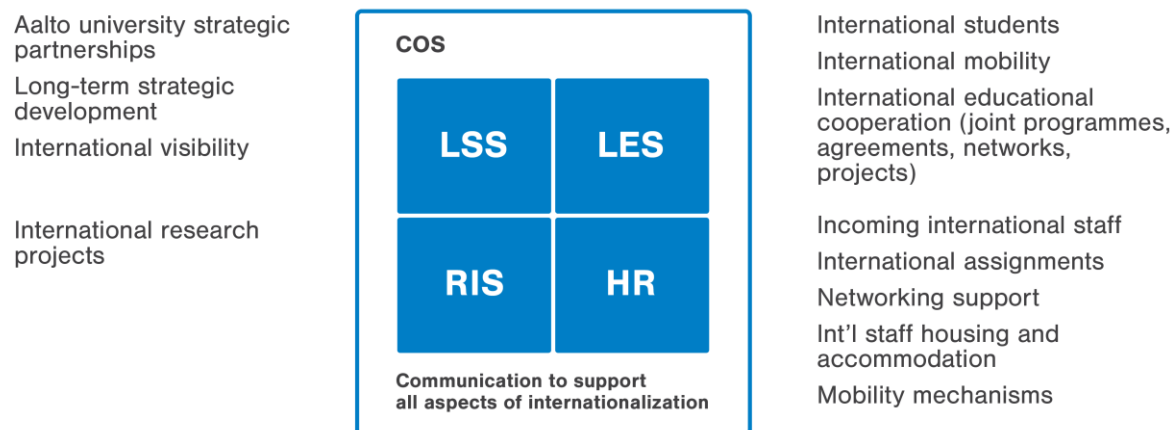 Aalto university strategic
partnerships
Long-term strategic
development
International visibility
International research
projects
COS
LSS
LES
RIS
HR
Communication to support
all aspects of internationalization
International students
International mobility
International educational
cooperation (joint programmes,
agreements, networks,
projects)
Incoming international staff
International assignments
Networking support
Int'l staff housing and
accommodation
Mobility mechanisms